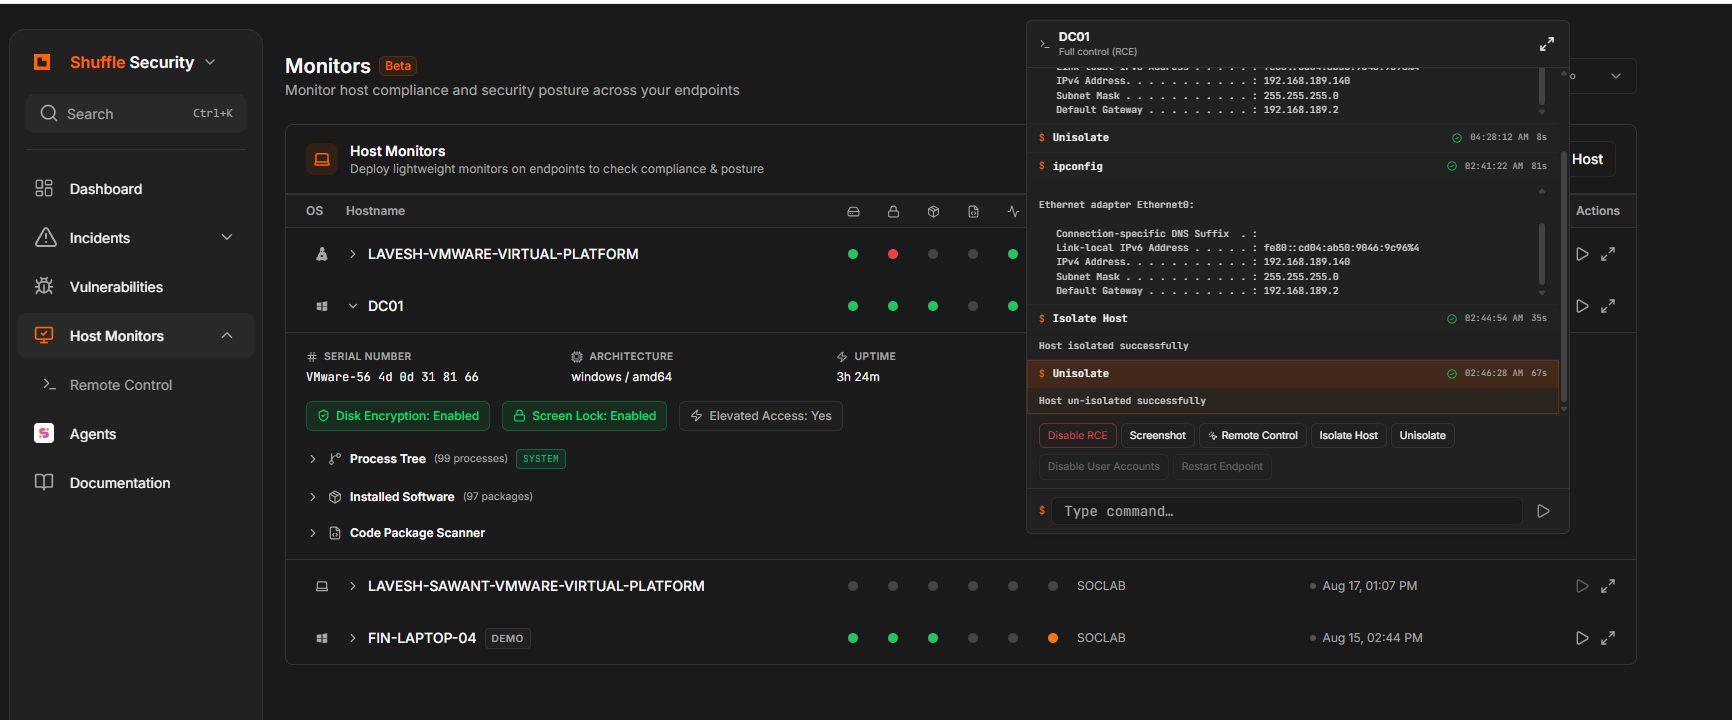 Shuffle Security
Search Ctrl+K
Dashboard
Incidents
Vulnerabilities
Host Monitors
Remote Control
Agents
Documentation
Monitors Beta
Monitor host compliance and security posture across your endpoints
Host Monitors
Deploy lightweight monitors on endpoints to check compliance & posture
Host
OS Hostname Actions
LAVESH-VMWARE-VIRTUAL-PLATFORM
DC01
SERIAL NUMBER ARCHITECTURE UPTIME
VMware-56 4d 0d 31 81 66 windows / amd64 3h 24m
Disk Encryption: Enabled Screen Lock: Enabled Elevated Access: Yes
Process Tree (99 processes) SYSTEM
Installed Software (97 packages)
Code Package Scanner
LAVESH-SAWANT-VMWARE-VIRTUAL-PLATFORM SOCLAB Aug 17, 01:07 PM
FIN-LAPTOP-04 DEMO SOCLAB Aug 15, 02:44 PM
DC01
Full control (RCE)
Link-local IPv6 Address . . . . . : fe80::cd04:ab50:9046:9c96%4
IPv4 Address. . . . . . . . . . . : 192.168.189.140
Subnet Mask . . . . . . . . . . . : 255.255.255.0
Default Gateway . . . . . . . . . : 192.168.189.2
$ Unisolate 04:28:12 AM 8s
$ ipconfig 02:41:22 AM 81s
Ethernet adapter Ethernet0:
Connection-specific DNS Suffix . :
Link-local IPv6 Address . . . . . : fe80::cd04:ab50:9046:9c96%4
IPv4 Address. . . . . . . . . . . : 192.168.189.140
Subnet Mask . . . . . . . . . . . : 255.255.255.0
Default Gateway . . . . . . . . . : 192.168.189.2
$ Isolate Host 02:44:54 AM 35s
Host isolated successfully
$ Unisolate 02:46:28 AM 67s
Host un-isolated successfully
Disable RCE Screenshot Remote Control Isolate Host Unisolate
Disable User Accounts Restart Endpoint
$ Type command…